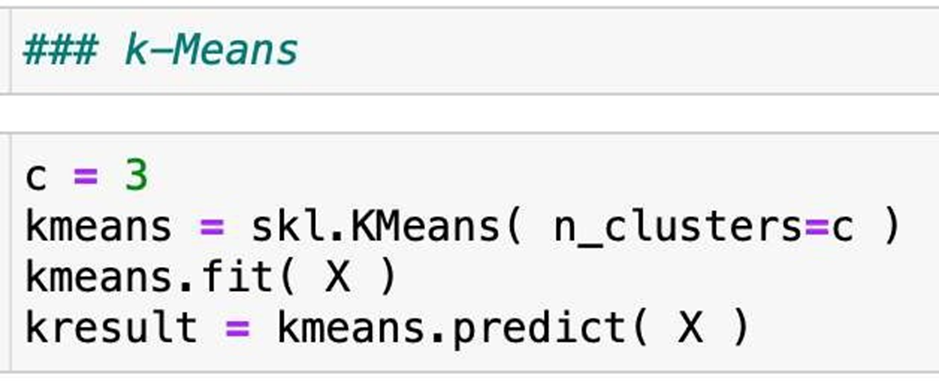 ### k-Means
c = 3
kmeans = skl.KMeans( n_clusters=c )
kmeans.fit( X )
kresult = kmeans.predict( X )